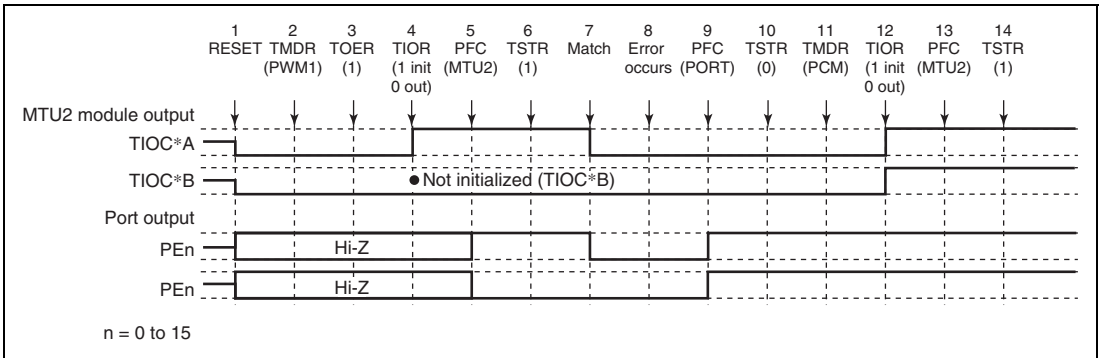 1 2 3 4 5 6 7 8 9 10 11 12 13 14
RESET TMDR TOER TIOR PFC TSTR Match Error PFC TSTR TMDR TIOR PFC TSTR
(PWM1) (1) (1 init (MTU2) (1) occurs (PORT) (0) (PCM) (1 init (MTU2) (1)
0 out) 0 out)
MTU2 module output
TIOC*A
TIOC*B
● Not initialized (TIOC*B)
Port output
PEn
Hi-Z
PEn
Hi-Z
n = 0 to 15